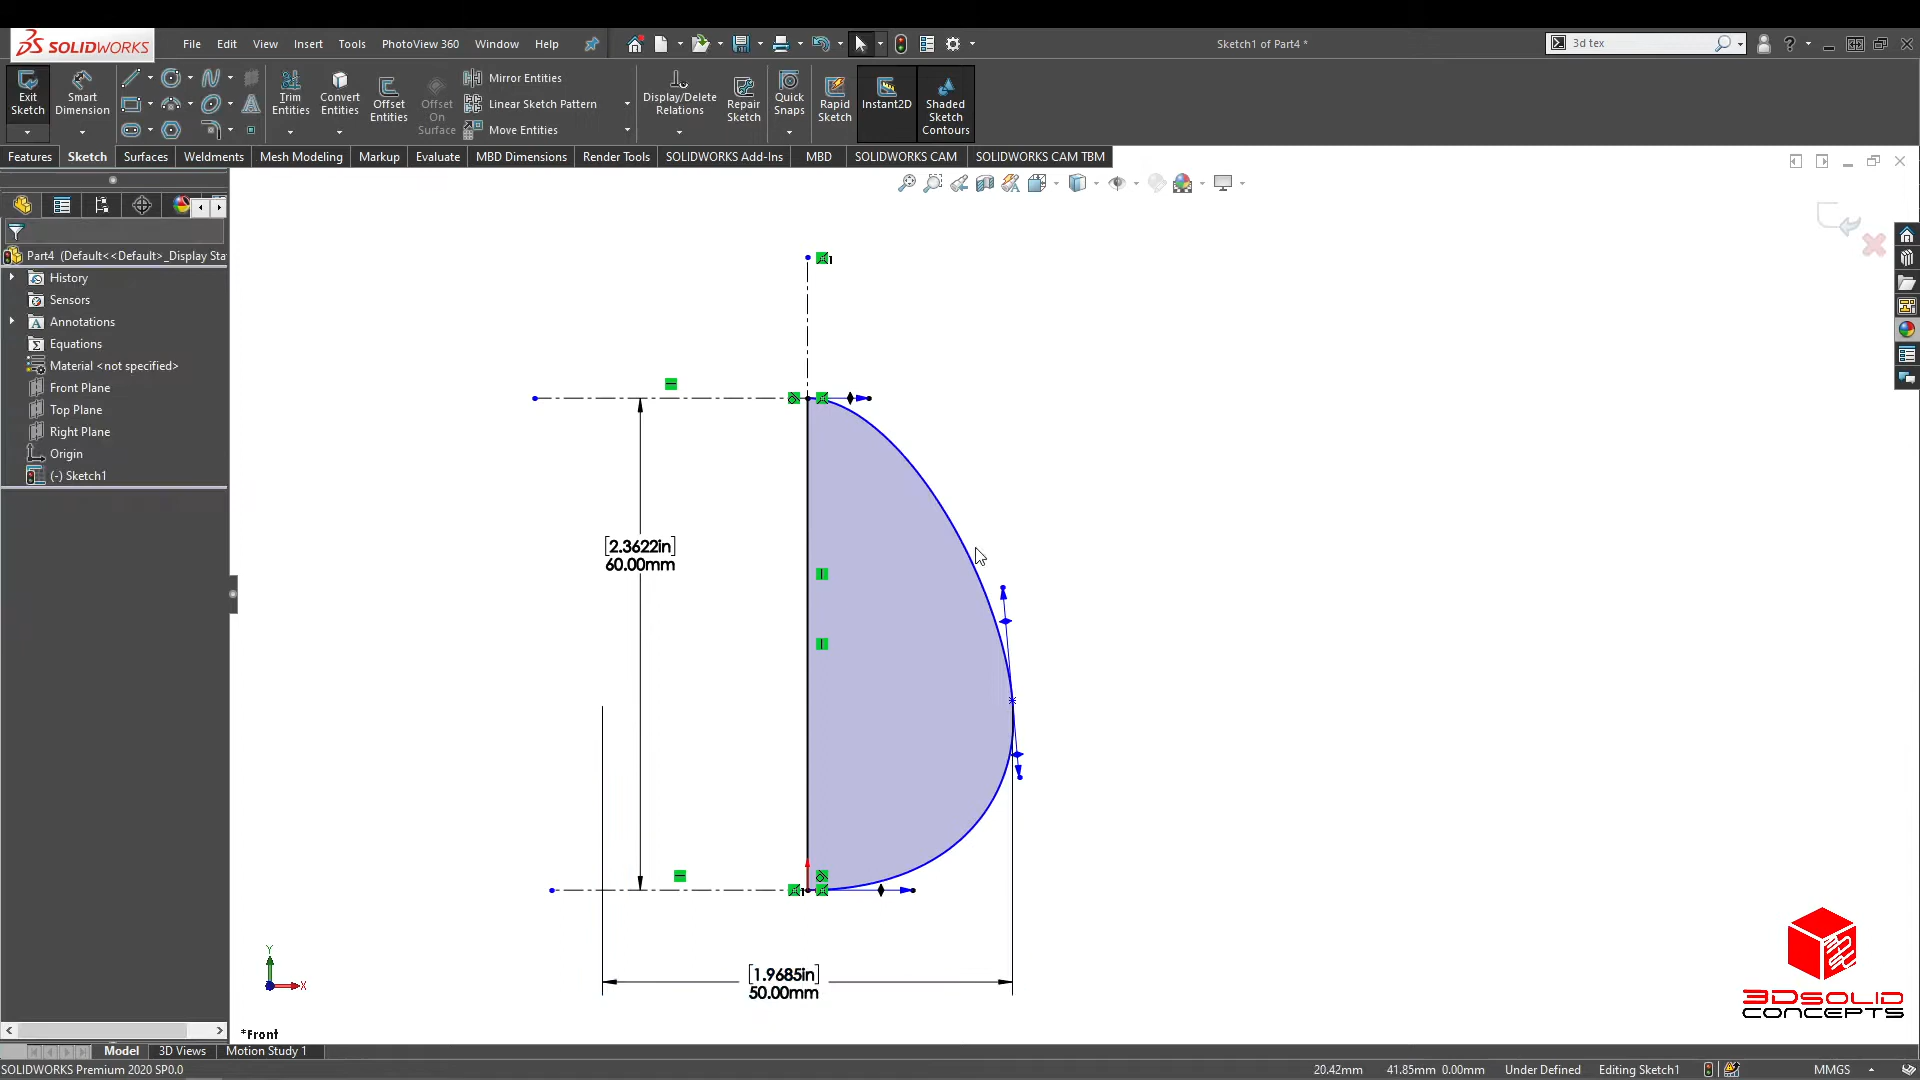 SOLIDWORKS
File Edit View Insert Tools PhotoView 360 Window Help
Sketch1 of Part4 *
3d tex
Exit Sketch
Smart Dimension
Trim Entities
Convert Entities
Offset Entities
Offset On Surface
Mirror Entities
Linear Sketch Pattern
Move Entities
Display/Delete Relations
Repair Sketch
Quick Snaps
Rapid Sketch
Instant2D
Shaded Sketch Contours
Features Sketch Surfaces Weldments Mesh Modeling Markup Evaluate MBD Dimensions Render Tools SOLIDWORKS Add-Ins MBD SOLIDWORKS CAM SOLIDWORKS CAM TBM
Part4 (Default<<Default>_Display Sta
History
Sensors
Annotations
Equations
Material <not specified>
Front Plane
Top Plane
Right Plane
Origin
(-) Sketch1
1
[2.3622in]
60.00mm
1
[1.9685in]
50.00mm
Y
X
*Front
3DSOLID
CONCEPTS
Model 3D Views Motion Study 1
SOLIDWORKS Premium 2020 SP0.0
20.42mm 41.85mm 0.00mm Under Defined Editing Sketch1 MMGS